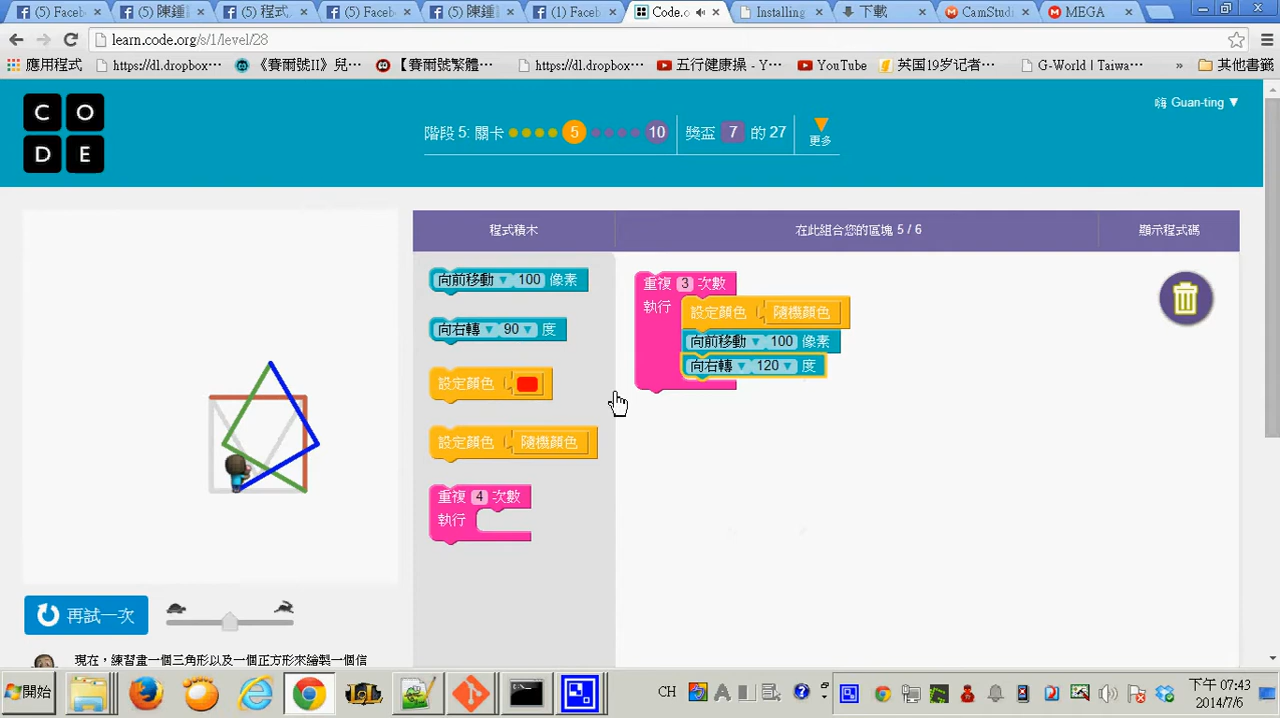 (5) Facebo
陳鍾
(5) 程式
(5) Facebo
(5) 陳鍾
(1) Facebo
Code.o
Installing
下載
CamStudi
MEGA
learn.code.org/s/1/level/28
應用程式
https://dl.dropbox…
《賽爾號II》兒…
【賽爾號繁體…
https://dl.dropbox…
五行健康操 - Y…
YouTube
英国19岁记者…
G-World | Taiwa…
»
其他書籤
C O
D E
階段 5: 關卡
5
10
獎盃 7 的 27
更多
嗨 Guan-ting ▼
程式積木
在此組合您的區塊 5 / 6
顯示程式碼
向前移動 100 像素
向右轉 90 度
設定顏色
設定顏色 隨機顏色
重複 4 次數
執行
重複 3 次數
執行
設定顏色 隨機顏色
向前移動 100 像素
向右轉 120 度
再試一次
現在，練習畫一個三角形以及一個正方形來繪製一個信
開始
CH
下午 07:43
2014/7/6